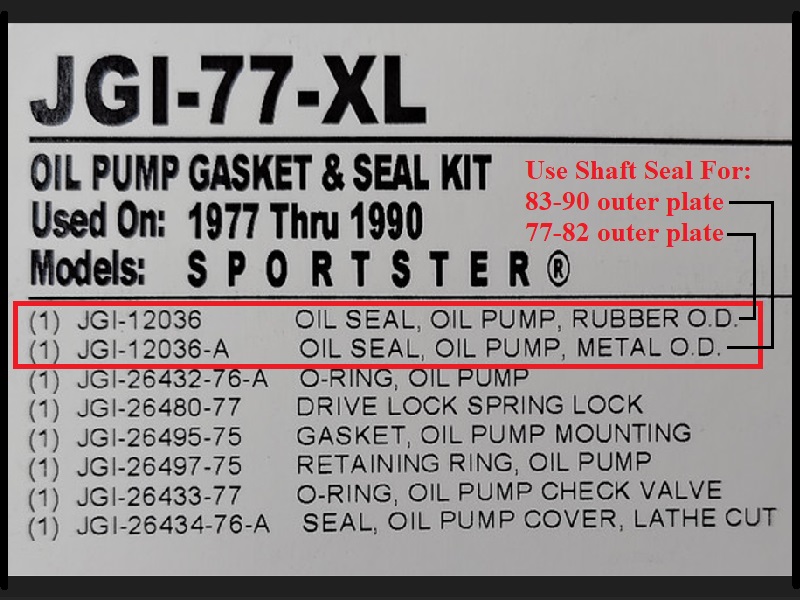 JGI-77-XL
OIL PUMP GASKET & SEAL KIT
Used On: 1977 Thru 1990
Models: SPORTSTER®
Use Shaft Seal For:
83-90 outer plate
77-82 outer plate
(1) JGI-12036 OIL SEAL, OIL PUMP, RUBBER O.D.
(1) JGI-12036-A OIL SEAL, OIL PUMP, METAL O.D.
(1) JGI-26432-76-A O-RING, OIL PUMP
(1) JGI-26480-77 DRIVE LOCK SPRING LOCK
(1) JGI-26495-75 GASKET, OIL PUMP MOUNTING
(1) JGI-26497-75 RETAINING RING, OIL PUMP
(1) JGI-26433-77 O-RING, OIL PUMP CHECK VALVE
(1) JGI-26434-76-A SEAL, OIL PUMP COVER, LATHE CUT